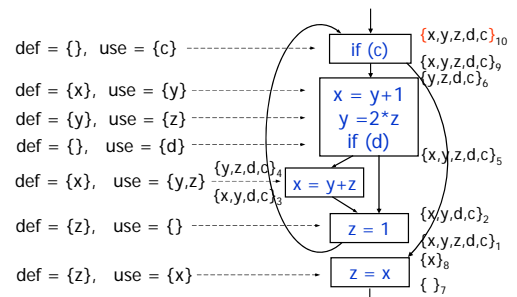 {x,y,z,d,c}10
def = {}, use = {c} if (c)
{x,y,z,d,c}9
{y,z,d,c}6
def = {x}, use = {y} x = y+1
def = {y}, use = {z} y =2*z
def = {}, use = {d} if (d)
{x,y,z,d,c}5
{y,z,d,c}4
def = {x}, use = {y,z} x = y+z
{x,y,d,c}3
{x,y,d,c}2
def = {z}, use = {} z = 1
{x,y,z,d,c}1
{x}8
def = {z}, use = {x} z = x
{ }7